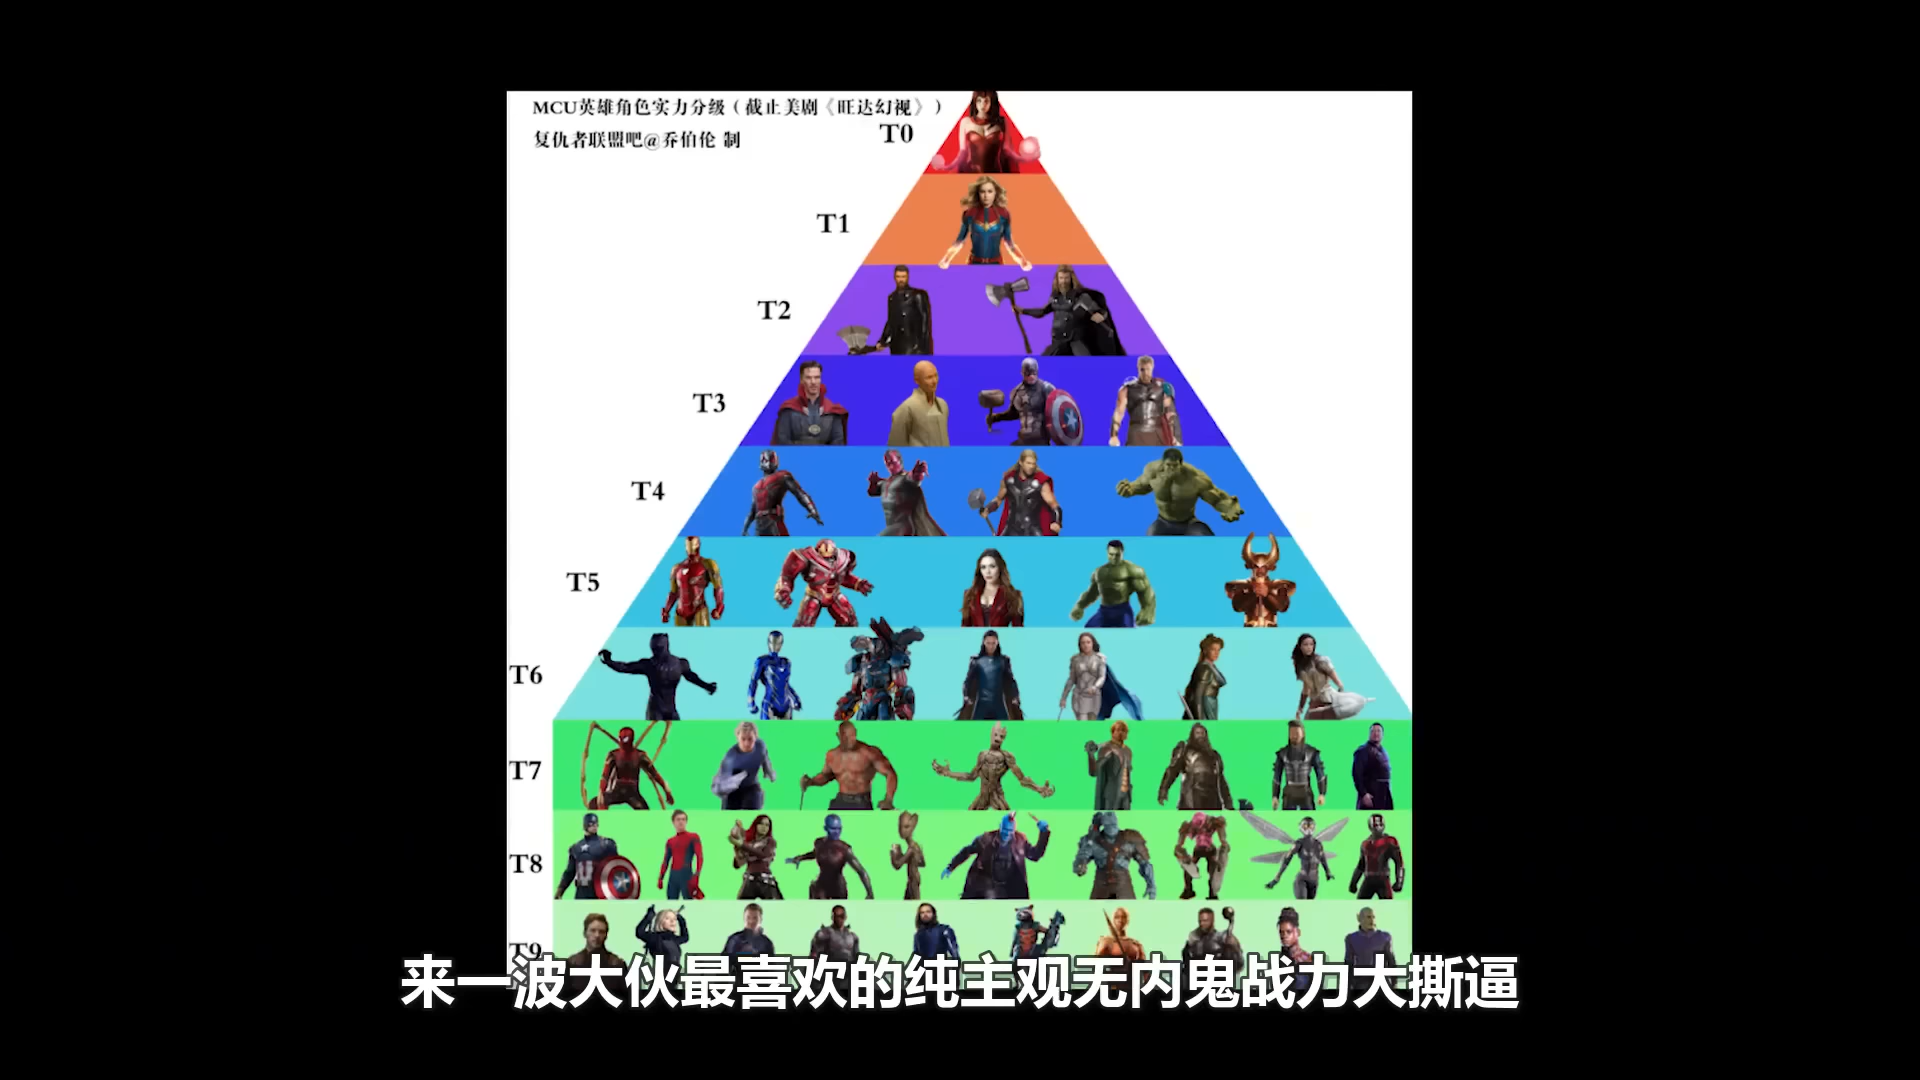 MCU英雄角色实力分级（截止美剧《旺达幻视》）
复仇者联盟吧@乔伯伦 制
T0
T1
T2
T3
T4
T5
T6
T7
T8
T9
来一波大伙最喜欢的纯主观无内鬼战力大撕逼